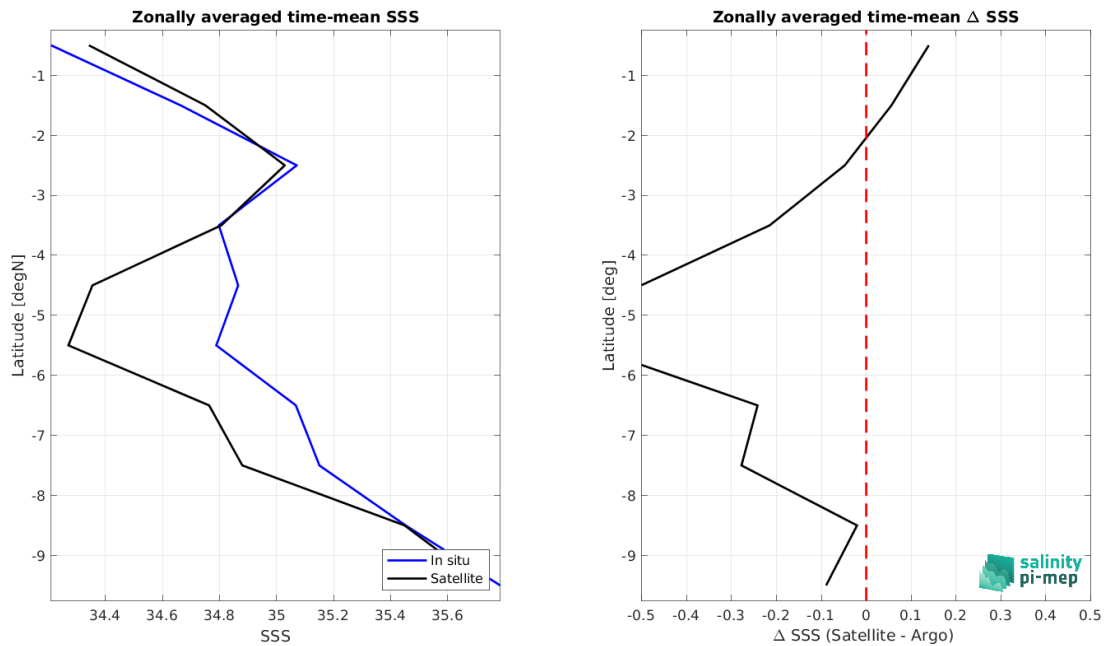 Zonally averaged time-mean SSS
-1
-2
-3
-4
-5
-6
-7
-8
-9
Latitude [degN]
34.4 34.6 34.8 35 35.2 35.4 35.6
SSS
In situ
Satellite
Zonally averaged time-mean Δ SSS
-1
-2
-3
-4
-5
-6
-7
-8
-9
Latitude [deg]
-0.5 -0.4 -0.3 -0.2 -0.1 0 0.1 0.2 0.3 0.4 0.5
Δ SSS (Satellite - Argo)
salinity
pi-mep